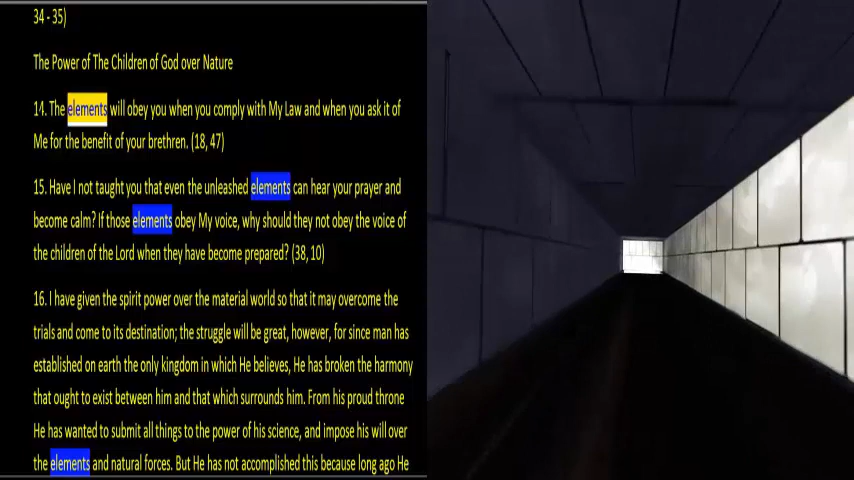 34 - 35)
The Power of The Children of God over Nature
14. The elements will obey you when you comply with My Law and when you ask it of
Me for the benefit of your brethren. (18, 47)
15. Have I not taught you that even the unleashed elements can hear your prayer and
become calm? If those elements obey My voice, why should they not obey the voice of
the children of the Lord when they have become prepared? (38, 10)
16. I have given the spirit power over the material world so that it may overcome the
trials and come to its destination; the struggle will be great, however, for since man has
established on earth the only kingdom in which He believes, He has broken the harmony
that ought to exist between him and that which surrounds him. From his proud throne
He has wanted to submit all things to the power of his science, and impose his will over
the elements and natural forces. But He has not accomplished this because long ago He